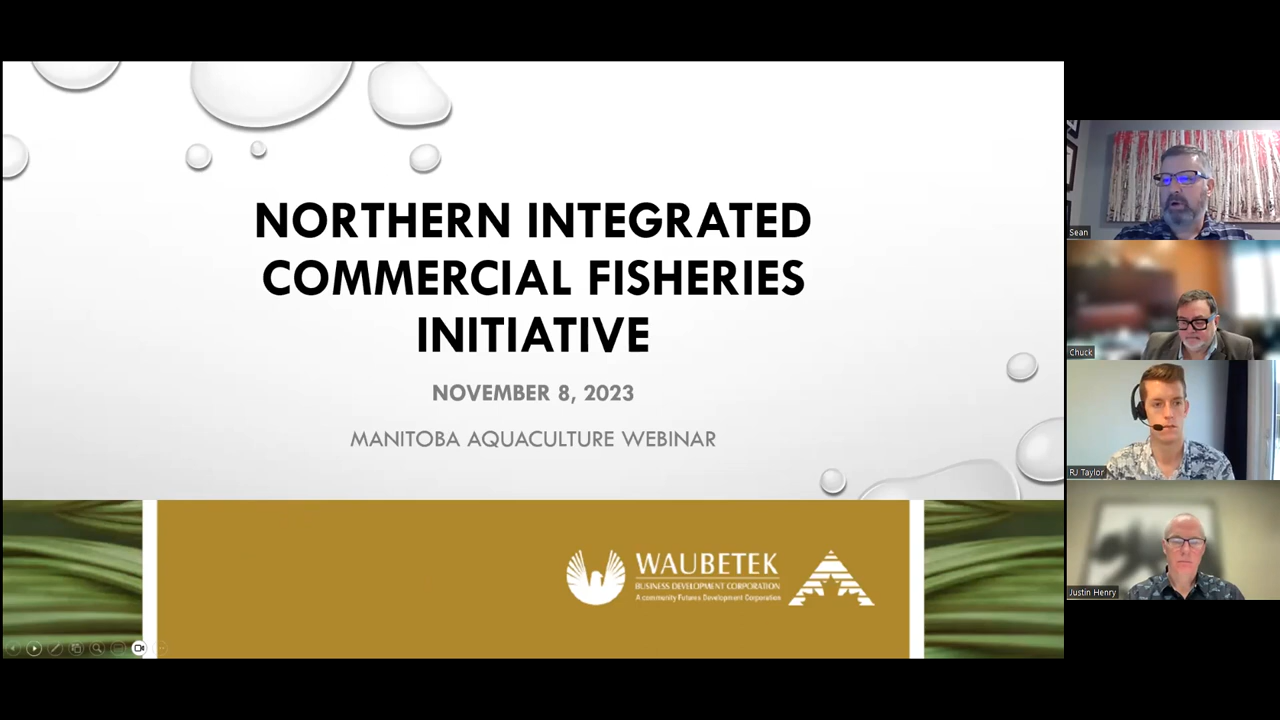 NORTHERN INTEGRATED
COMMERCIAL FISHERIES
INITIATIVE
NOVEMBER 8, 2023
MANITOBA AQUACULTURE WEBINAR
WAUBETEK
BUSINESS DEVELOPMENT CORPORATION
A community Futures Development Corporation
Sean
Chuck
RJ Taylor
Justin Henry